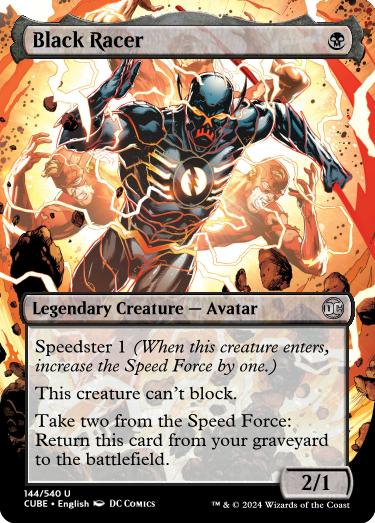 Black Racer
Legendary Creature — Avatar
DC
Speedster 1 (When this creature enters,
increase the Speed Force by one.)
This creature can't block.
Take two from the Speed Force:
Return this card from your graveyard
to the battlefield.
2/1
144/540 U
CUBE • English DC COMICS
™ & © 2024 Wizards of the Coast